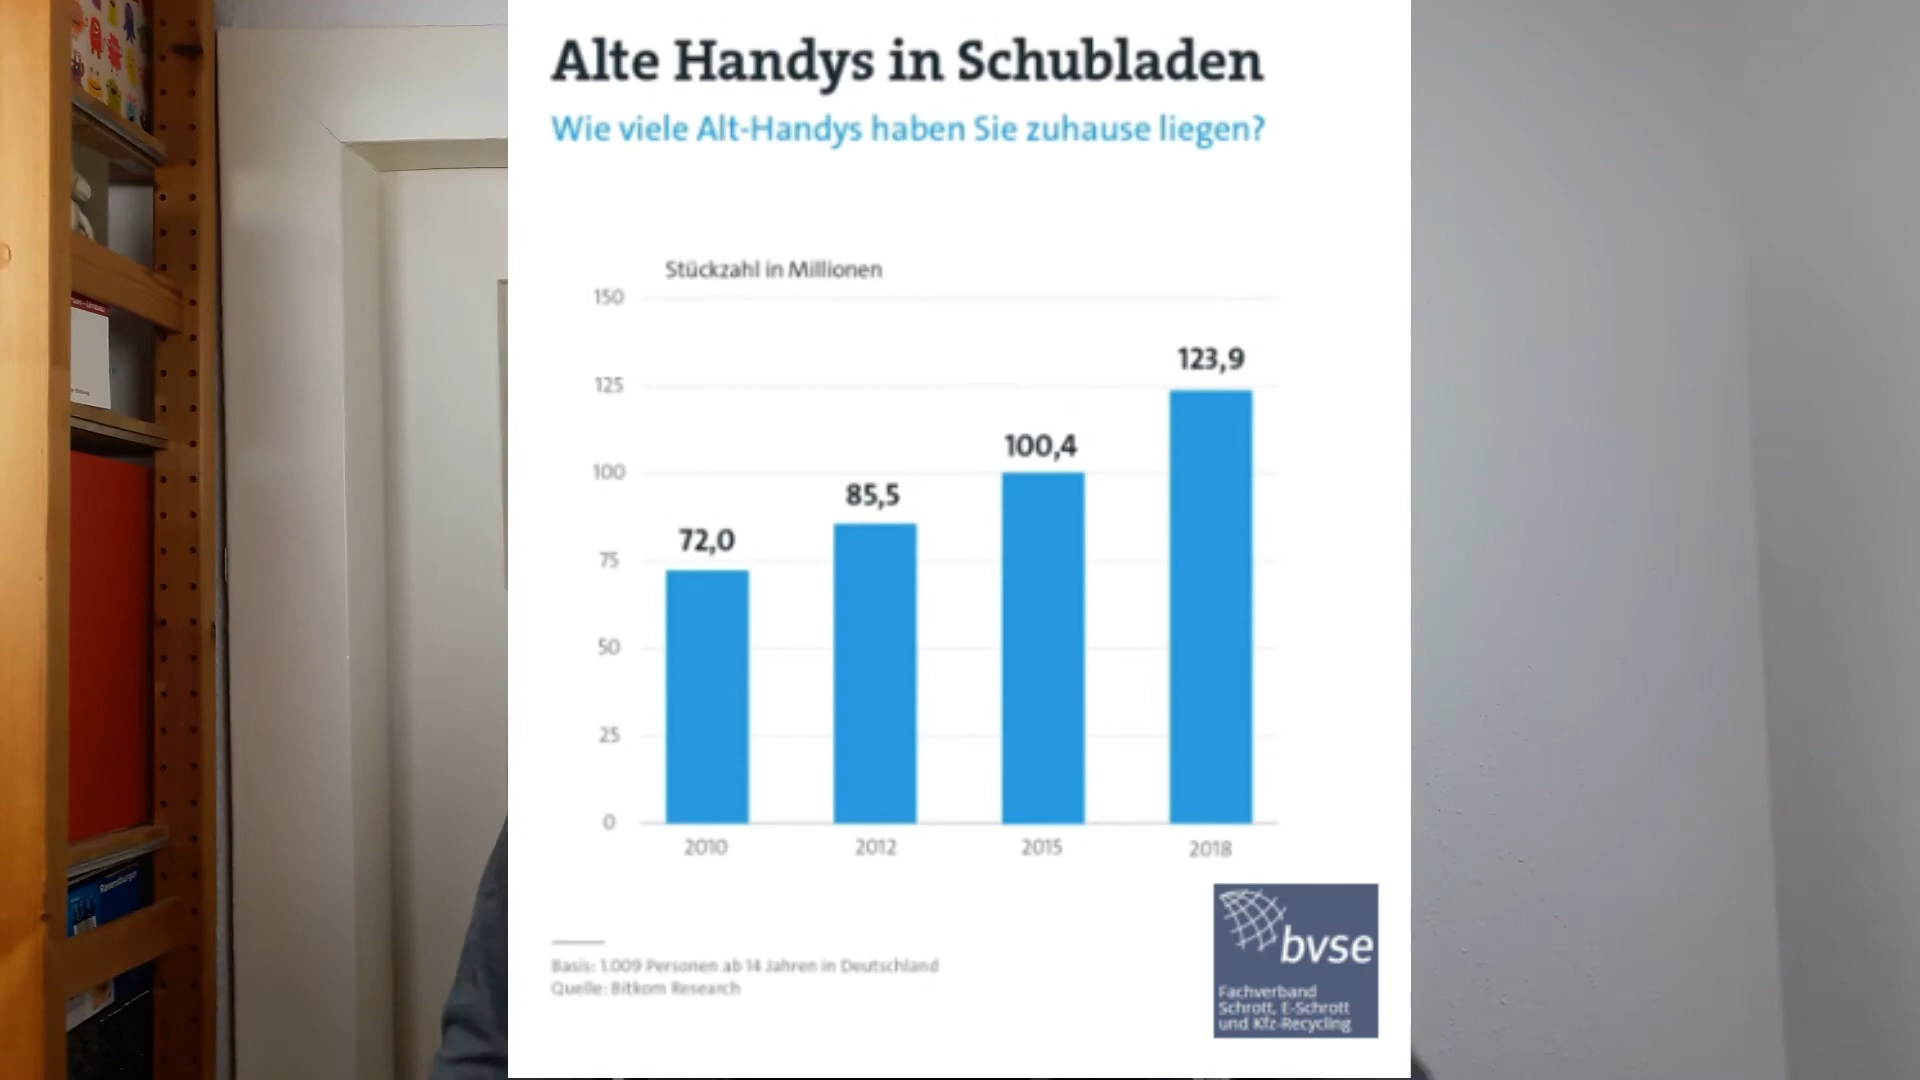 Alte Handys in Schubladen
Wie viele Alt-Handys haben Sie zuhause liegen?
Stückzahl in Millionen
150
125
100
75
50
25
0
72,0
85,5
100,4
123,9
2010
2012
2015
2018
Basis: 1.009 Personen ab 14 Jahren in Deutschland
Quelle: Bitkom Research
bvse
Fachverband
Schrott, E-Schrott
und Kfz-Recycling
Ravensburger